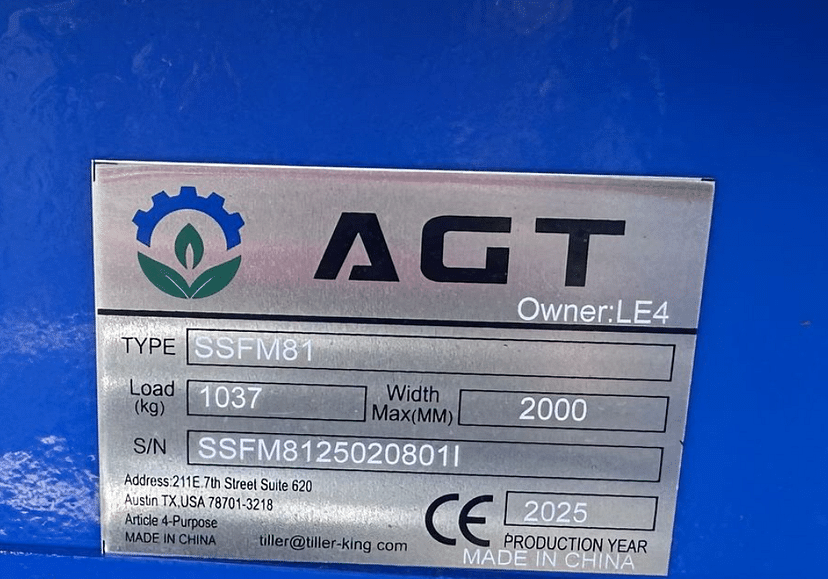 AGT
Owner:LE4
TYPE SSFM81
Load (kg) 1037 Width Max(MM) 2000
S/N SSFM8125020801I
Address:211E.7th Street Suite 620
Austin TX,USA 78701-3218
Article 4-Purpose
MADE IN CHINA tiller@tiller-king.com
CE 2025
PRODUCTION YEAR
MADE IN CHINA